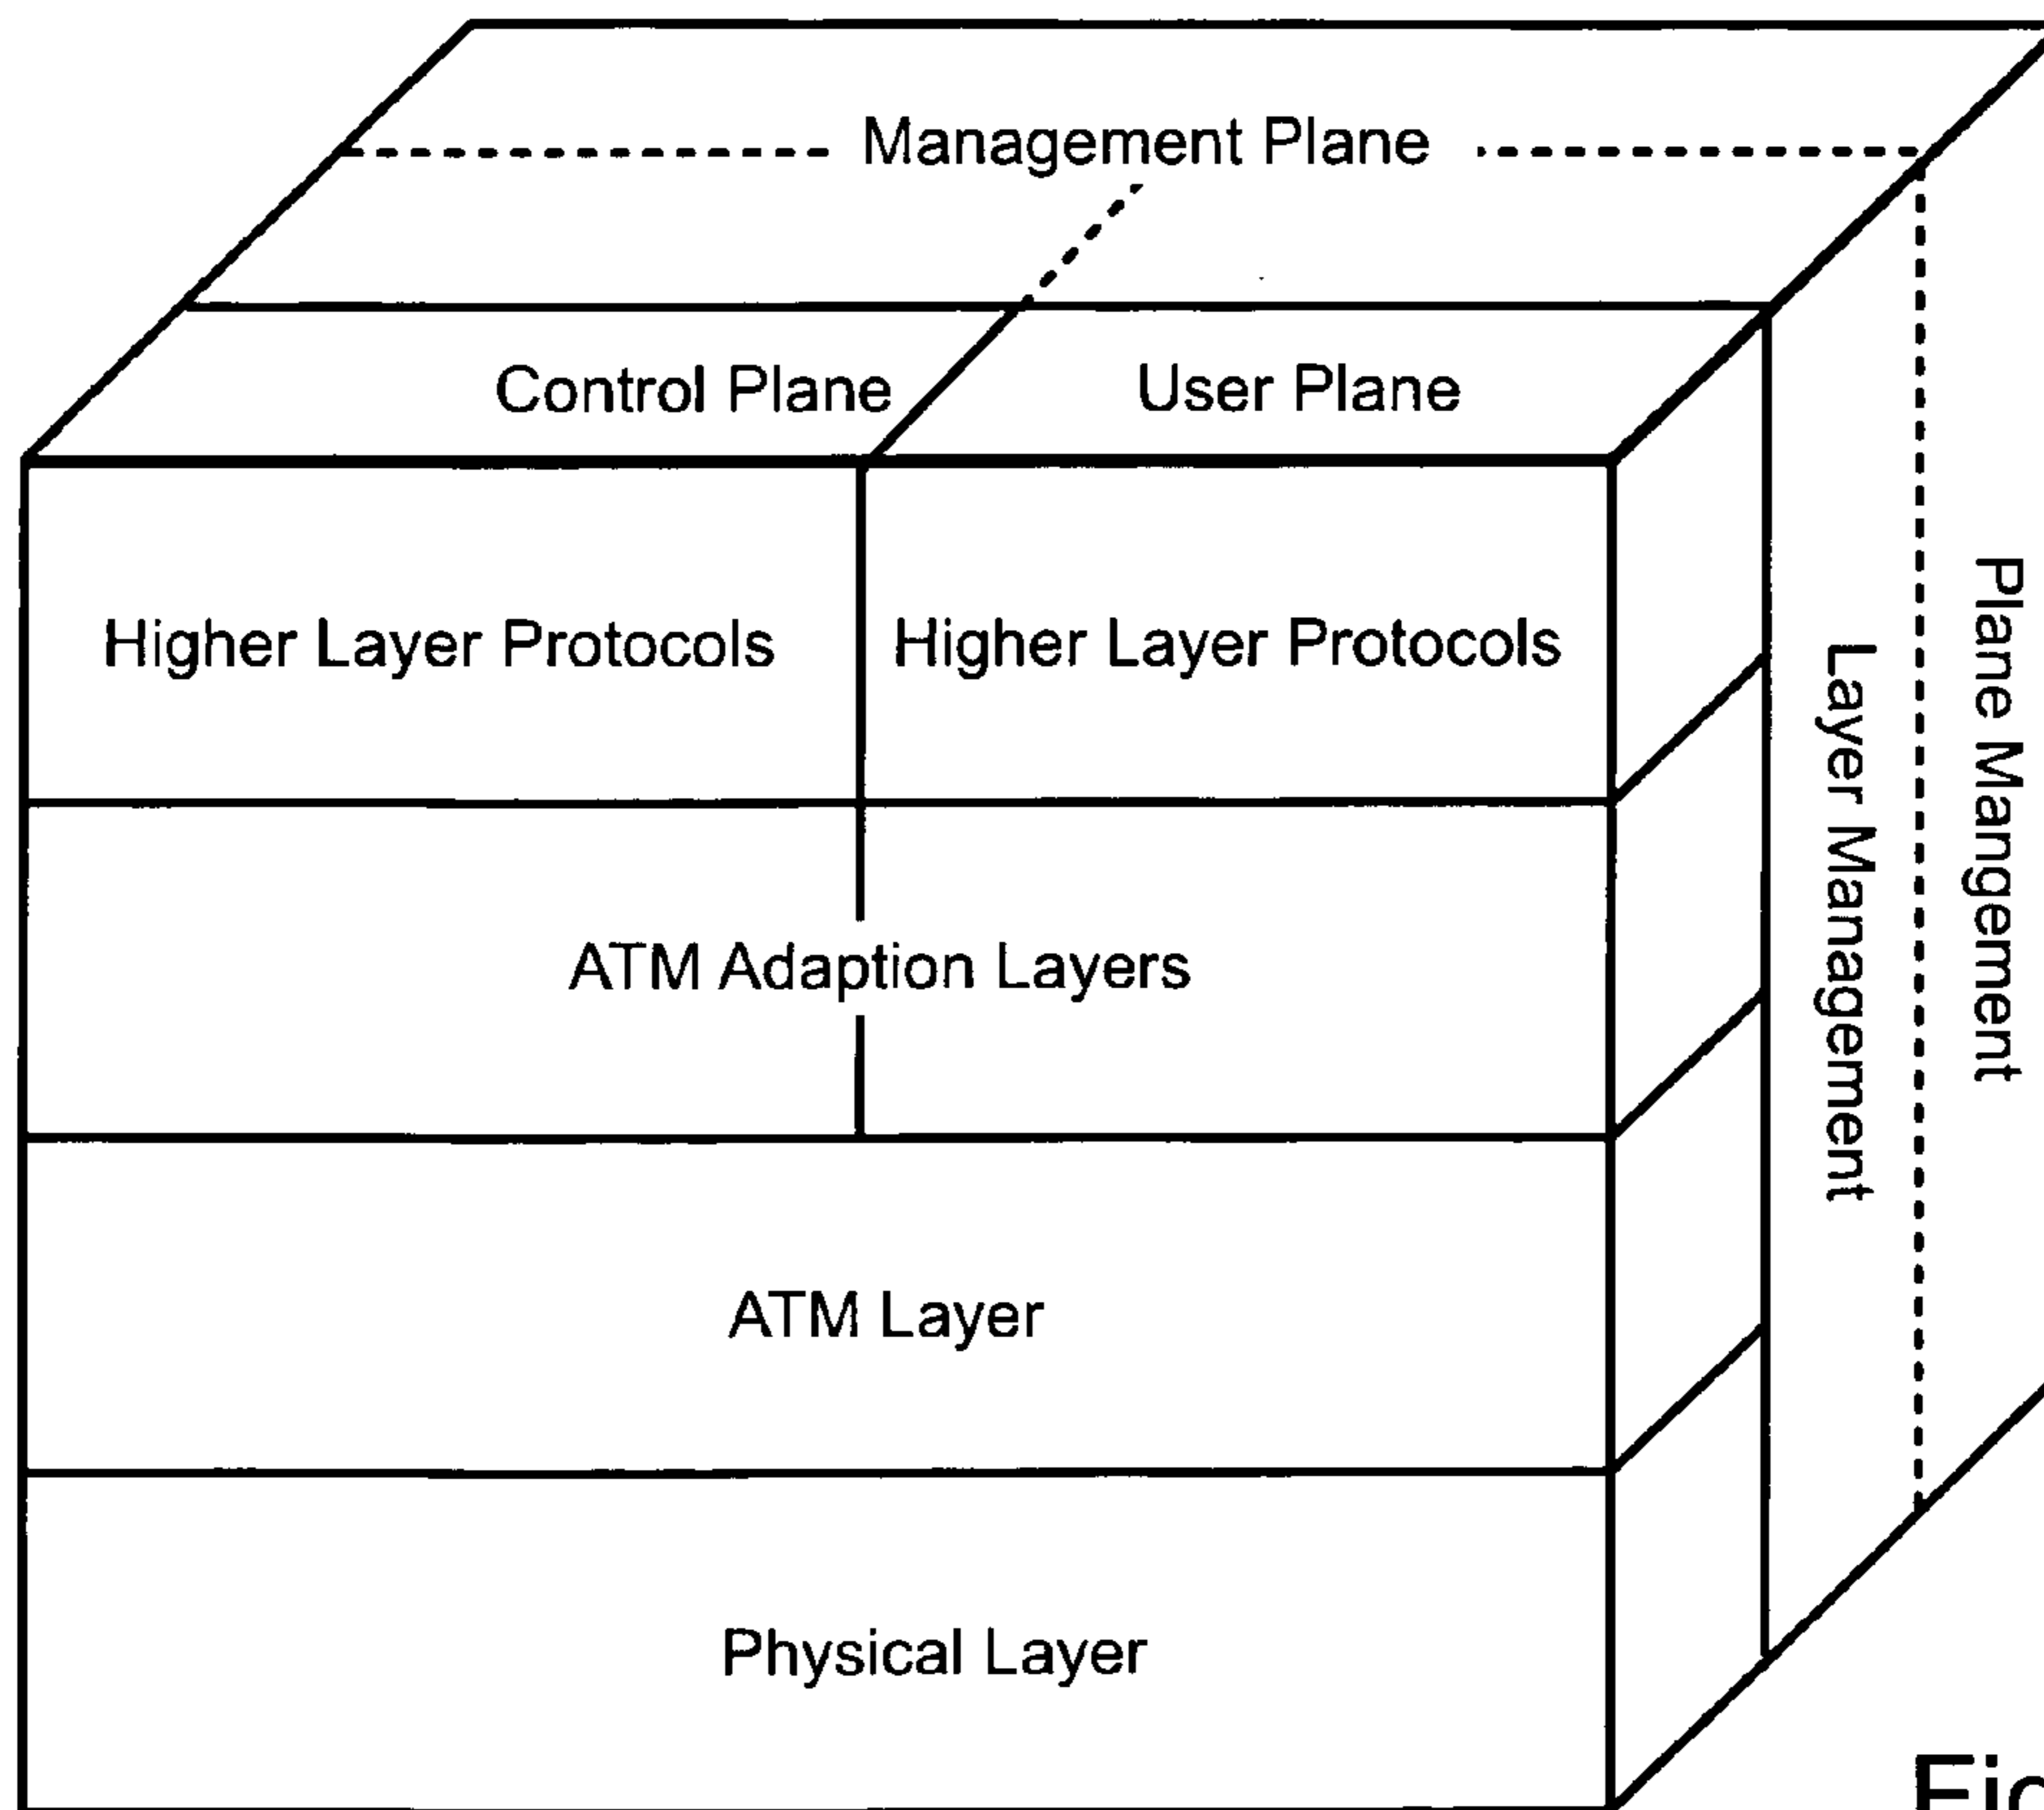 Management Plane
Control Plane
User Plane
Higher Layer Protocols
Higher Layer Protocols
ATM Adaption Layers
ATM Layer
Physical Layer
Layer Management
Plane Mangement